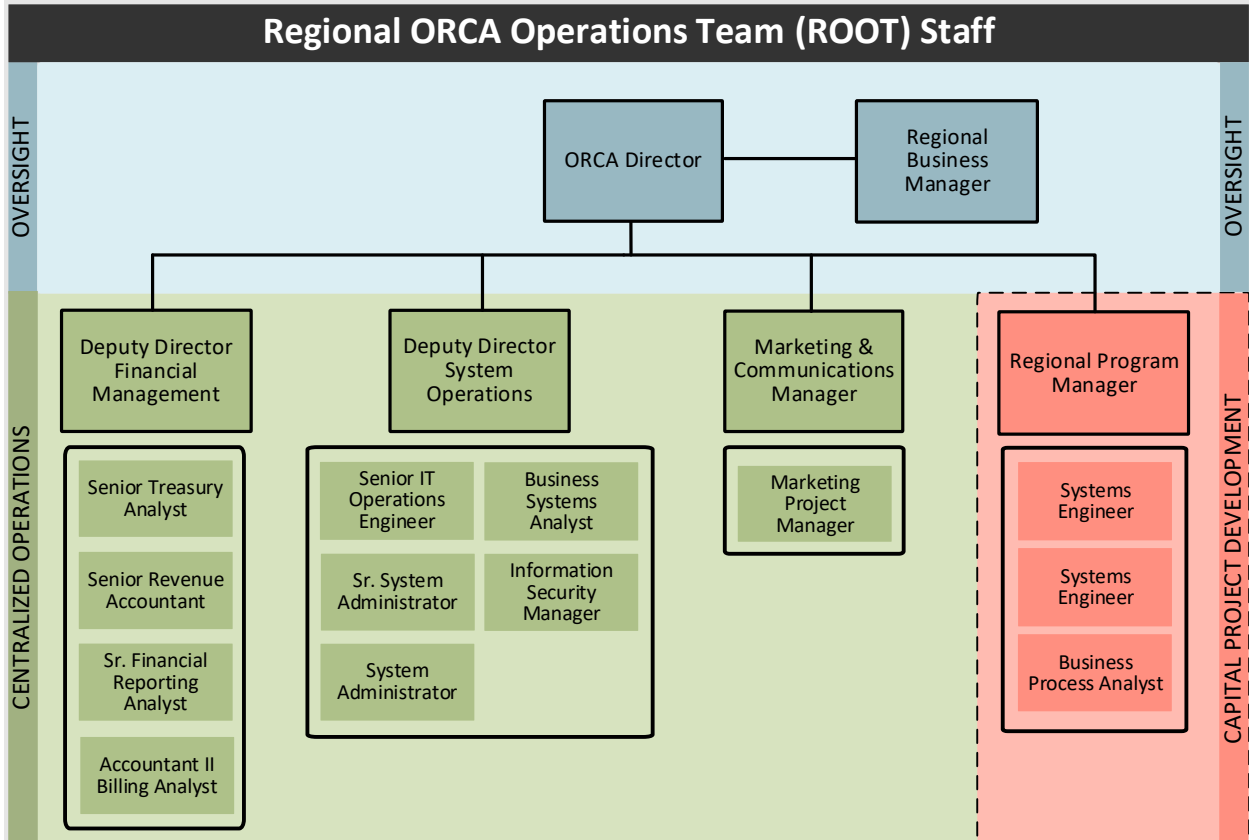 Regional ORCA Operations Team (ROOT) Staff
OVERSIGHT
ORCA Director
Regional
Business
Manager
OVERSIGHT
CENTRALIZED OPERATIONS
Deputy Director
Financial
Management
Senior Treasury
Analyst
Senior Revenue
Accountant
Sr. Financial
Reporting
Analyst
Accountant II
Billing Analyst
Deputy Director
System
Operations
Senior IT
Operations
Engineer
Business
Systems
Analyst
Sr. System
Administrator
Information
Security
Manager
System
Administrator
Marketing &
Communications
Manager
Marketing
Project
Manager
Regional Program
Manager
Systems
Engineer
Systems
Engineer
Business
Process Analyst
CAPITAL PROJECT DEVELOPMENT